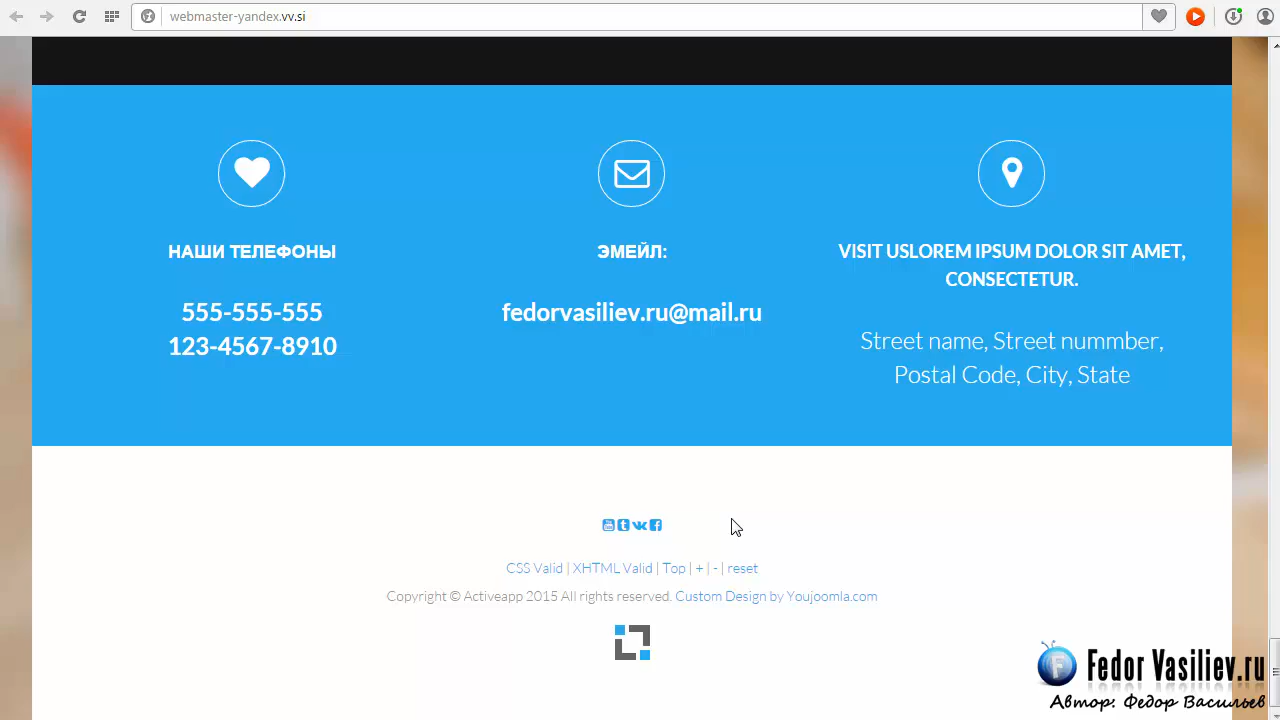 webmaster-yandex.vv.si
НАШИ ТЕЛЕФОНЫ
555-555-555
123-4567-8910
ЭМЕЙЛ:
fedorvasiliev.ru@mail.ru
VISIT USLOREM IPSUM DOLOR SIT AMET,
CONSECTETUR.
Street name, Street nummber,
Postal Code, City, State
CSS Valid | XHTML Valid | Top | + | - | reset
Copyright © Activeapp 2015 All rights reserved. Custom Design by Youjoomla.com
Fedor Vasiliev.ru
Автор: Федор Васильев